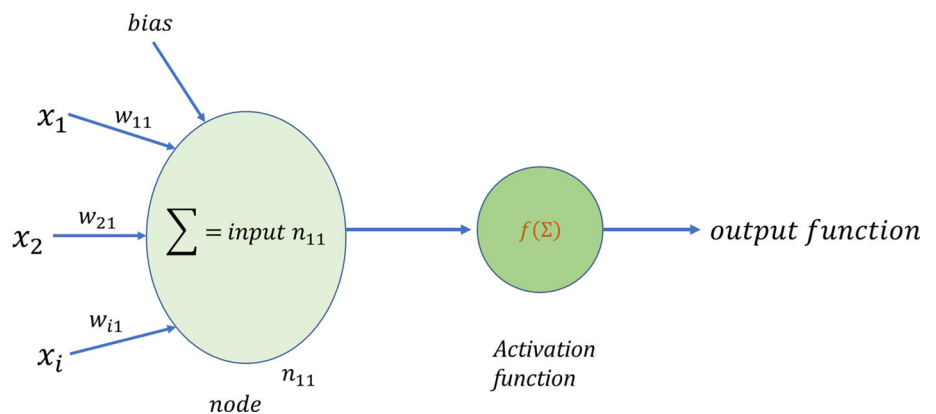 bias
x₁
w₁₁
x₂
w₂₁
∑ = input n₁₁
f(Σ)
output function
xᵢ
wᵢ₁
n₁₁
node
Activation
function